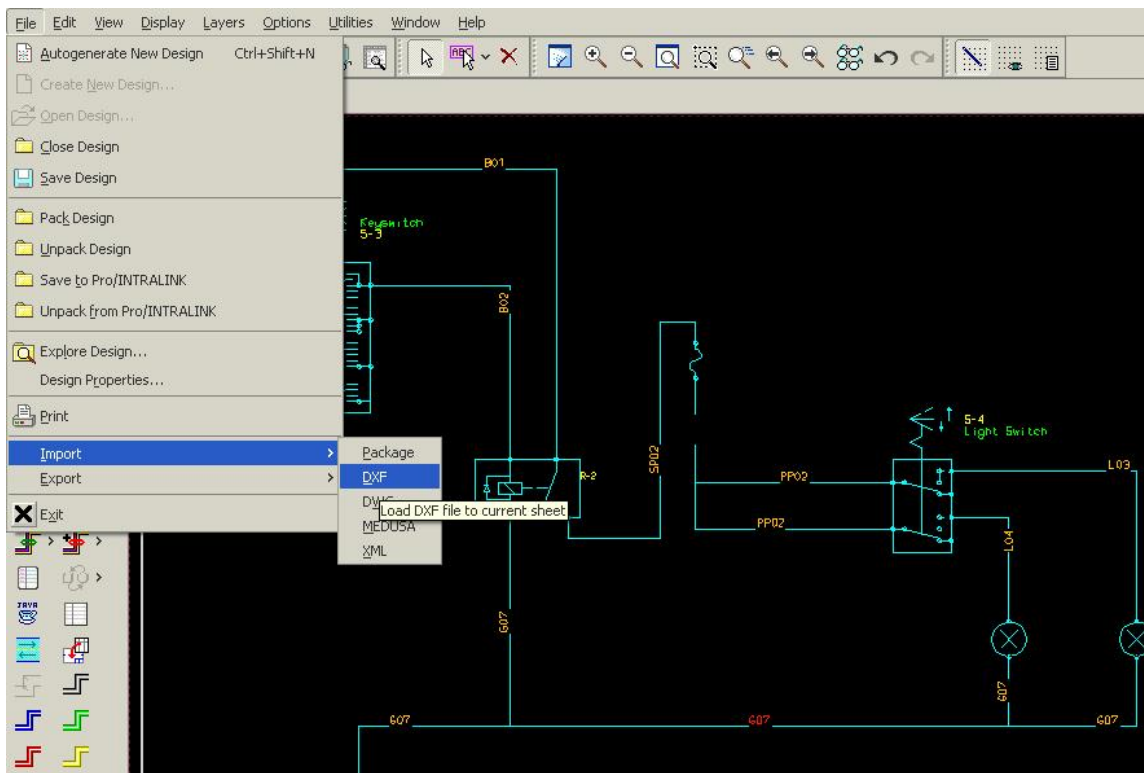 File Edit View Display Layers Options Utilities Window Help
Autogenerate New Design Ctrl+Shift+N
Create New Design...
Open Design...
Close Design
Save Design
Pack Design
Unpack Design
Save to Pro/INTRALINK
Unpack from Pro/INTRALINK
Explore Design...
Design Properties...
Print
Import
Export
Exit
Package
DXF
Load DXF file to current sheet
MEDUSA
XML
JAVA
ABC
B01
Keyswitch
S-3
B02
SP02
R-2
PP02
PP02
S-4
Light Switch
L03
L04
G07
G07
G07
G07
G07